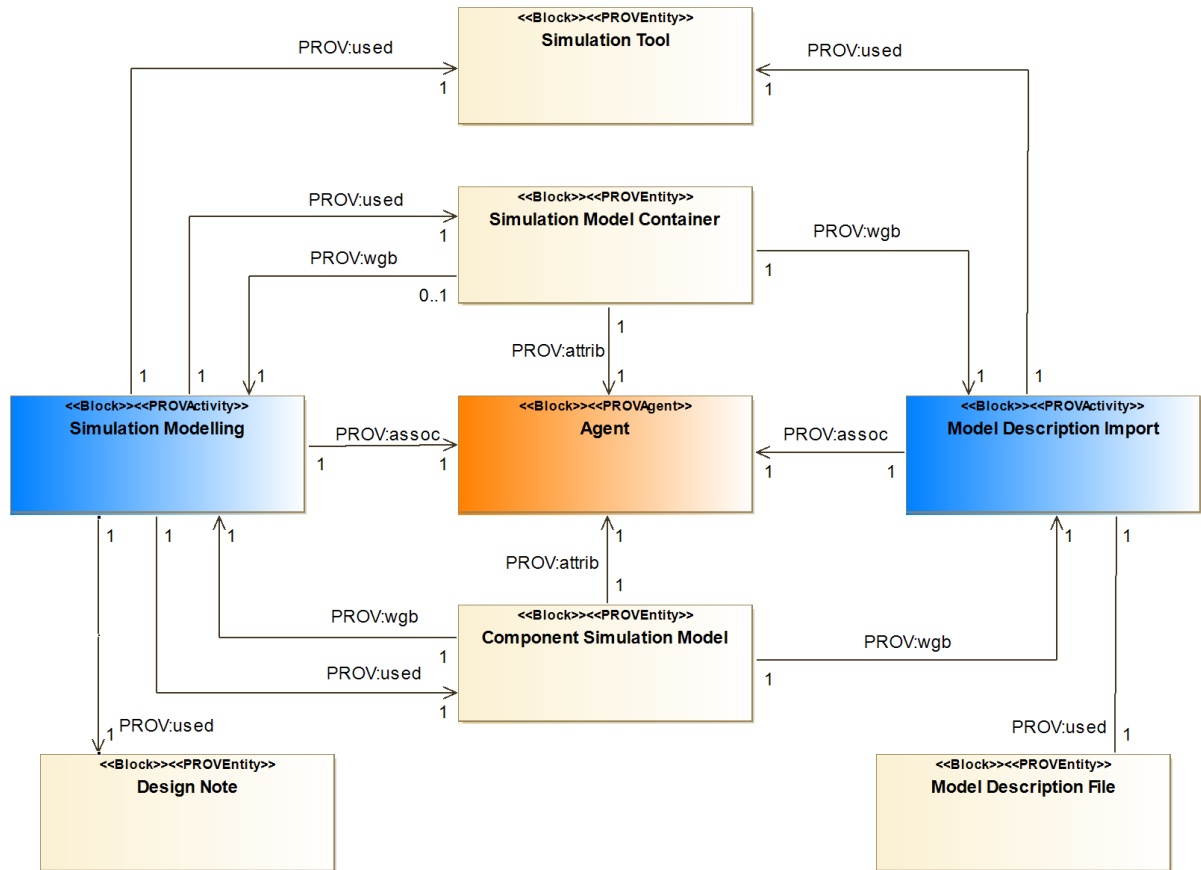 <<Block>><<PROVEntity>>
Simulation Tool
PROV:used
PROV:used
1
1
<<Block>><<PROVEntity>>
Simulation Model Container
PROV:used
1
PROV:wgb
PROV:wgb
1
0..1
1
PROV:attrib
1
1
1
1
1
1
1
<<Block>><<PROVActivity>>
Simulation Modelling
<<Block>><<PROVAgent>>
Agent
<<Block>><<PROVActivity>>
Model Description Import
PROV:assoc
PROV:assoc
1
1
1
1
1
1
1
1
1
1
PROV:attrib
1
<<Block>><<PROVEntity>>
Component Simulation Model
PROV:wgb
1
PROV:wgb
PROV:used
1
1
PROV:used
1
PROV:used
1
<<Block>><<PROVEntity>>
Design Note
<<Block>><<PROVEntity>>
Model Description File